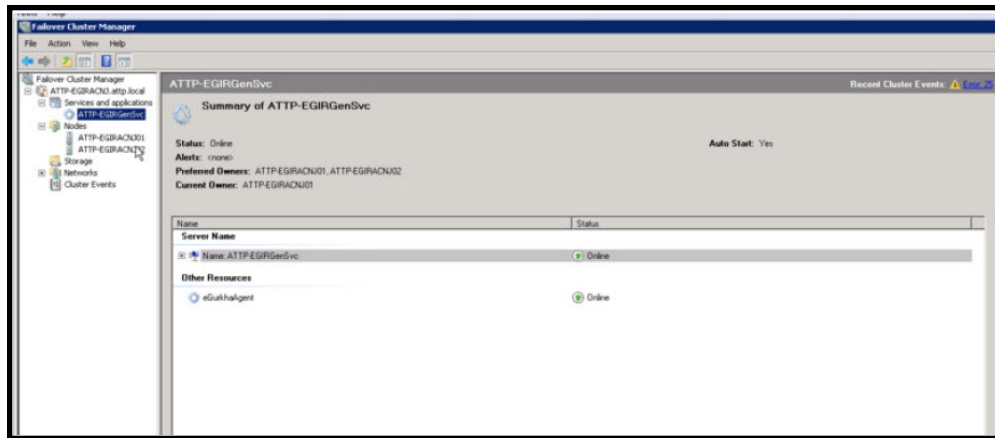 Failover Cluster Manager
File Action View Help
Failover Cluster Manager
ATTP-EGIRACNJ.attp.local
Services and applications
ATTP-EGIRGenSvc
Nodes
ATTP-EGIRACNJ01
Storage
Networks
Cluster Events
ATTP-EGIRGenSvc
Recent Cluster Events: Error: 25
Summary of ATTP-EGIRGenSvc
Status: Online
Auto Start: Yes
Alerts: <none>
Preferred Owners: ATTP-EGIRACNJ01, ATTP-EGIRACNJ02
Current Owner: ATTP-EGIRACNJ01
Name Status
Server Name
Name: ATTP-EGIRGenSvc Online
Other Resources
eGurkhaAgent Online